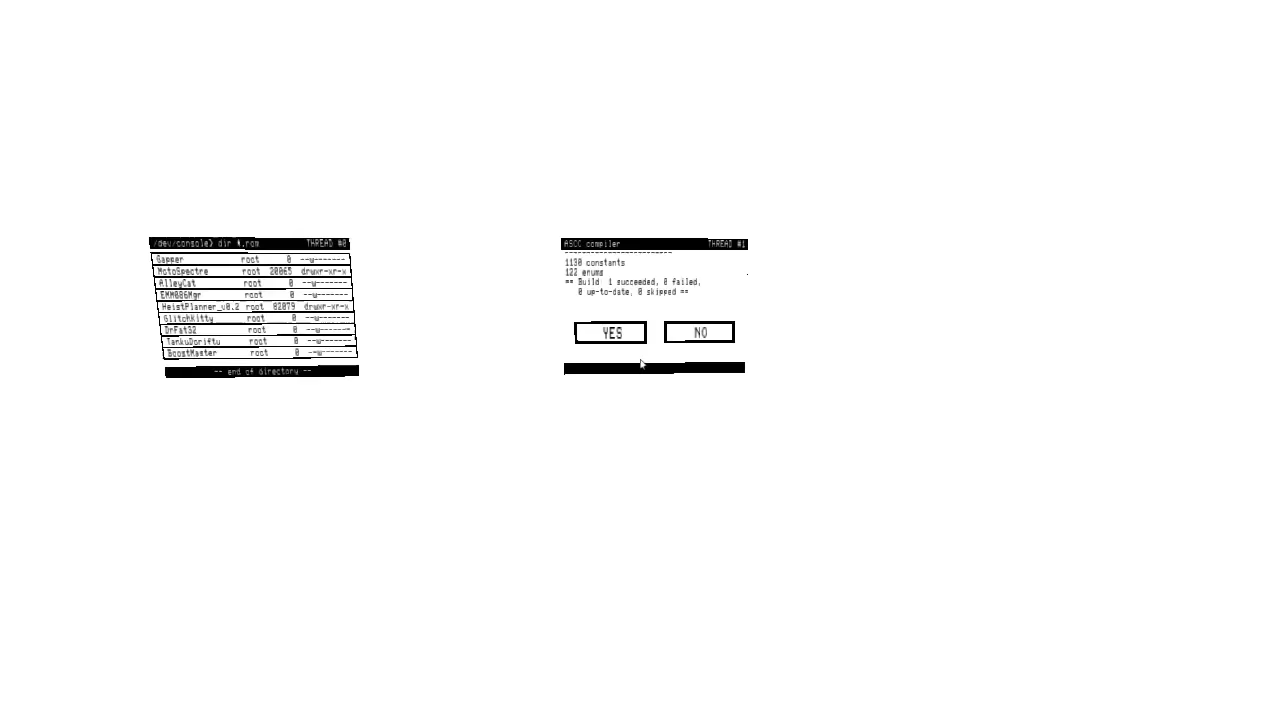 /dev/console> dir *.rom THREAD #0
Gapper root 0 --w-------
MotoSpectre root 20065 drwxr-xr-x
AlleyCat root 0 --w-------
EMM086Mgr root 0 --w-------
HeistPlanner_v0.2 root 82079 drwxr-xr-x
GlitchKitty root 0 --w-------
DrFat32 root 0 --w-------
TankuDoriftu root 0 --w-------
BoostMaster root 0 --w-------
-- end of directory --
ASCC compiler THREAD #1
--------------------------
1130 constants
122 enums
== Build 1 succeeded, 0 failed,
0 up-to-date, 0 skipped ==
YES NO